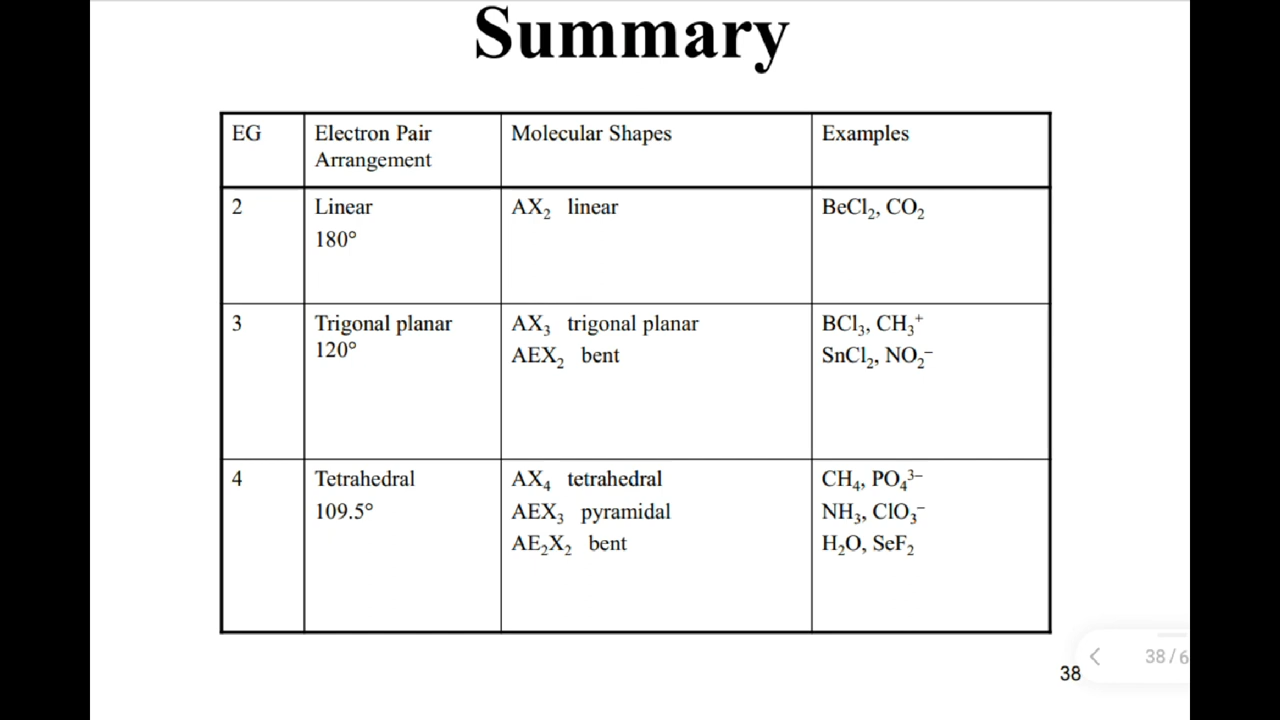 Summary
EG
Electron Pair
Arrangement
Molecular Shapes
Examples
2
Linear
180°
AX₂ linear
BeCl₂, CO₂
3
Trigonal planar
120°
AX₃ trigonal planar
AEX₂ bent
BCl₃, CH₃⁺
SnCl₂, NO₂⁻
4
Tetrahedral
109.5°
AX₄ tetrahedral
AEX₃ pyramidal
AE₂X₂ bent
CH₄, PO₄³⁻
NH₃, ClO₃⁻
H₂O, SeF₂
38
38 / 6